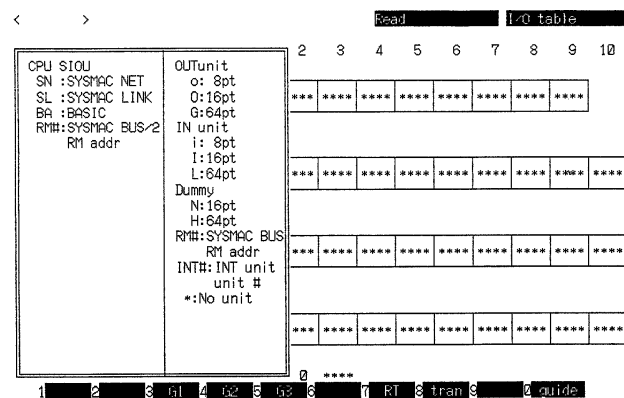 < > Read I/O table
2 3 4 5 6 7 8 9 10
CPU SIOU OUTunit
SN :SYSMAC NET o: 8pt
SL :SYSMAC LINK O:16pt *** **** **** **** **** **** **** ****
BA :BASIC G:64pt
RM#:SYSMAC BUS/2 IN unit
RM addr i: 8pt
I:16pt
L:64pt *** **** **** **** **** **** **** **** ****
Dummy
N:16pt
H:64pt
RM#:SYSMAC BUS
RM addr *** **** **** **** **** **** **** **** ****
INT#:INT unit
unit #
*:No unit
*** **** **** **** **** **** **** **** ****
0 ****
1 2 3 G1 4 G2 5 G3 6 7 RT 8 tran 9 0 guide